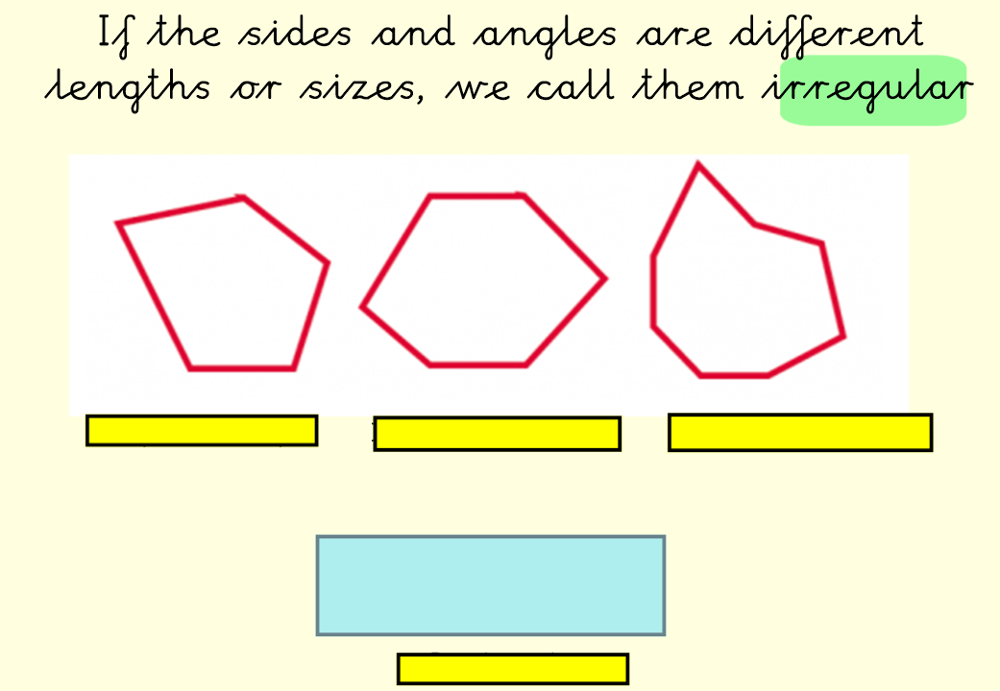 If the sides and angles are different
lengths or sizes, we call them irregular